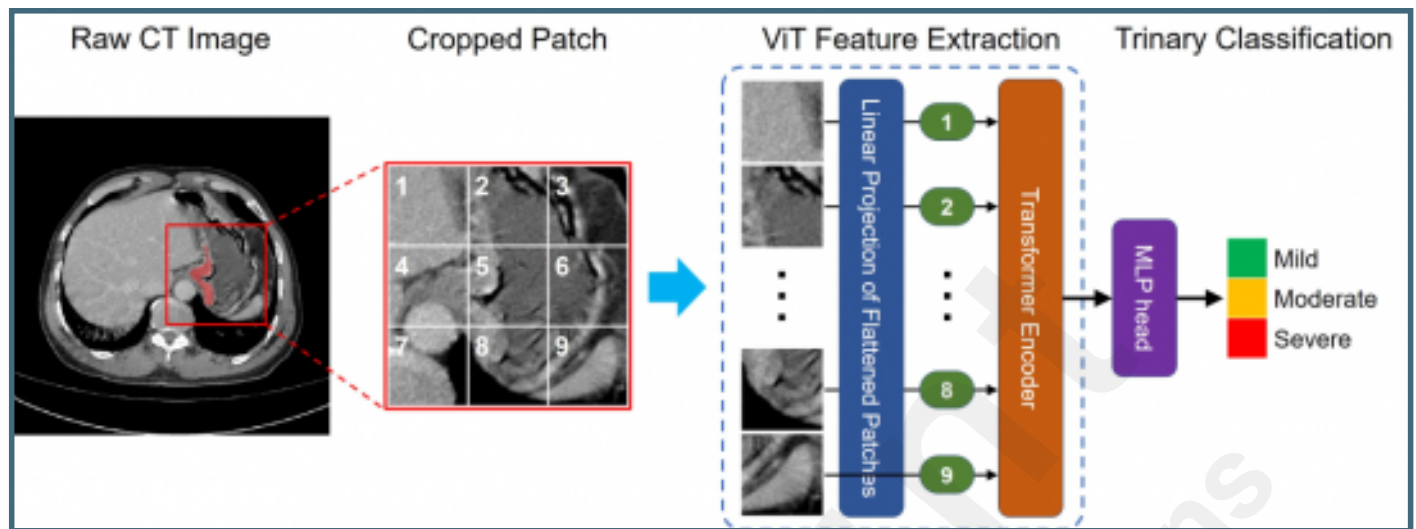 Raw CT Image
Cropped Patch
ViT Feature Extraction
Trinary Classification
1 2 3
4 5 6
7 8 9
Linear Projection of Flattened Patches
1
2
8
9
Transformer Encoder
MLP head
Mild
Moderate
Severe